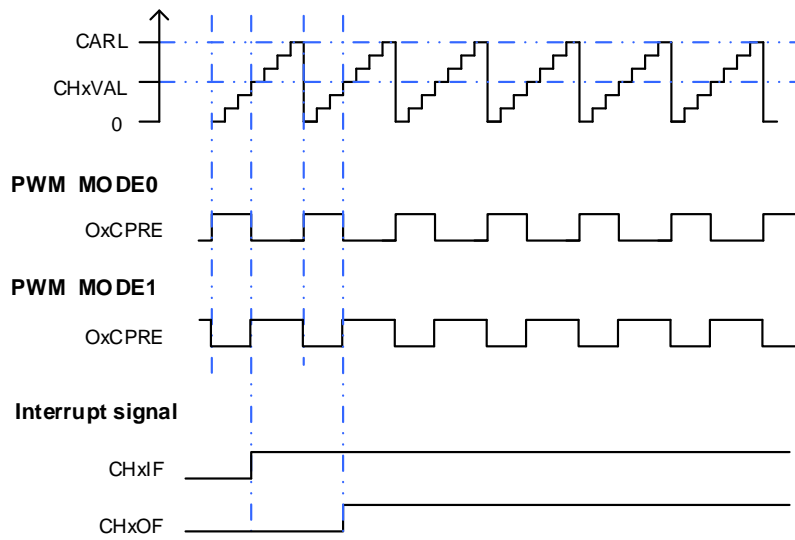 CARL
CHxVAL
0
PWM MODE0
OxCPRE
PWM MODE1
OxCPRE
Interrupt signal
CHxIF
CHxOF